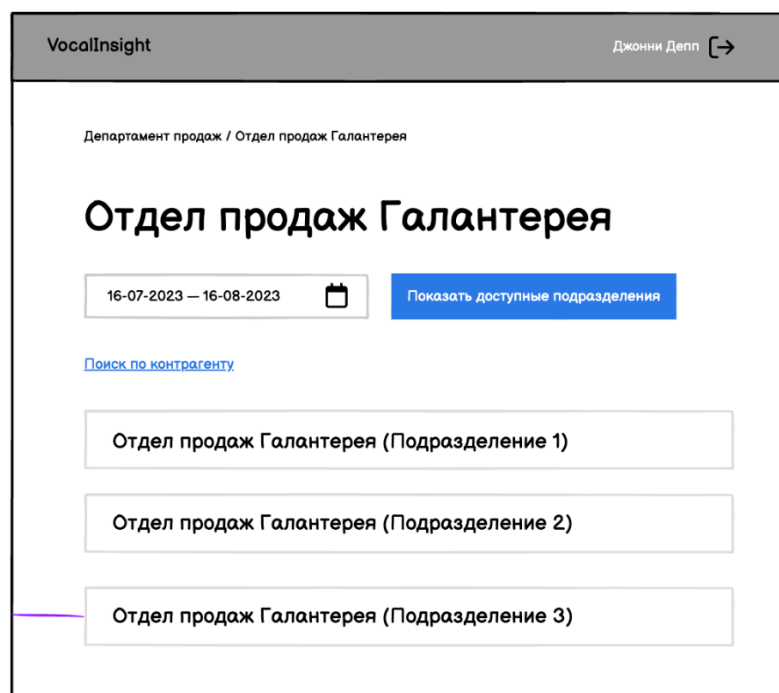 VocalInsight
Джонни Депп
Департамент продаж / Отдел продаж Галантерея
Отдел продаж Галантерея
16-07-2023 — 16-08-2023
Показать доступные подразделения
Поиск по контрагенту
Отдел продаж Галантерея (Подразделение 1)
Отдел продаж Галантерея (Подразделение 2)
Отдел продаж Галантерея (Подразделение 3)